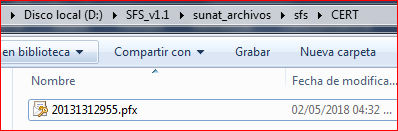 Disco local (D:) SFS_v1.1 sunat_archivos sfs CERT
en biblioteca Compartir con Grabar Nueva carpeta
Nombre Fecha de modifica...
20131312955.pfx 02/05/2018 04:32